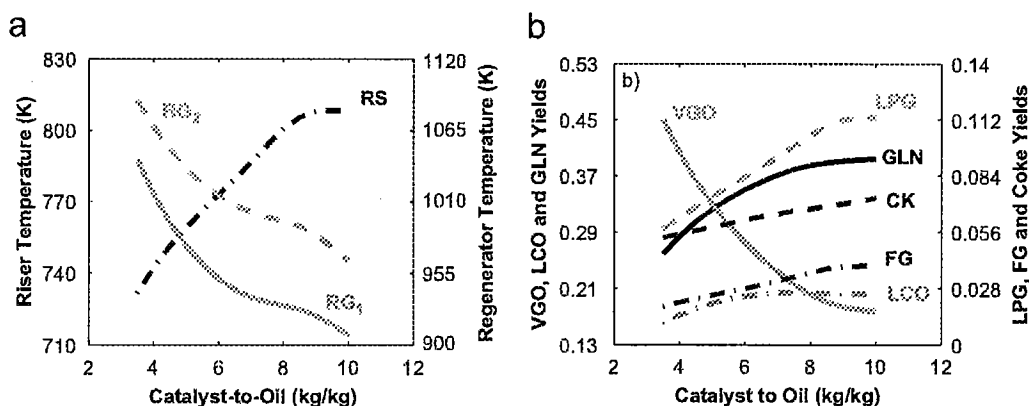 a
830
800
770
740
710
Riser Temperature (K)
RG2
RS
RG1
1120
1065
1010
955
900
Regenerator Temperature (K)
2 4 6 8 10 12
Catalyst-to-Oil (kg/kg)
b
b)
0.53
0.45
0.37
0.29
0.21
0.13
VGO, LCO and GLN Yields
VGO
LPG
GLN
CK
FG
LCO
0.14
0.112
0.084
0.056
0.028
0
LPG, FG and Coke Yields
2 4 6 8 10 12
Catalyst to Oil (kg/kg)